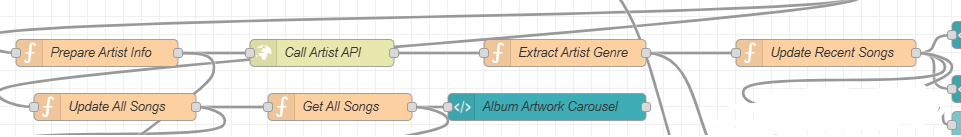 Prepare Artist Info
Call Artist API
Extract Artist Genre
Update Recent Songs
Update All Songs
Get All Songs
Album Artwork Carousel